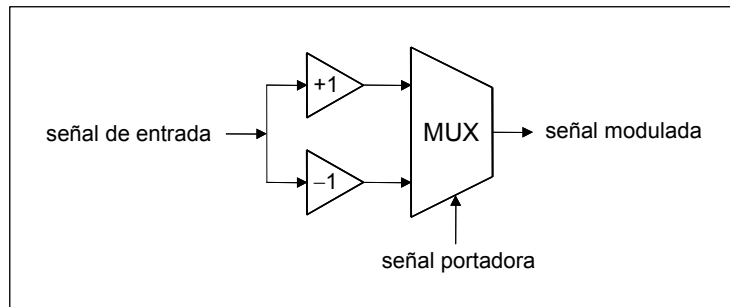 +1
señal de entrada
MUX
señal modulada
−1
señal portadora